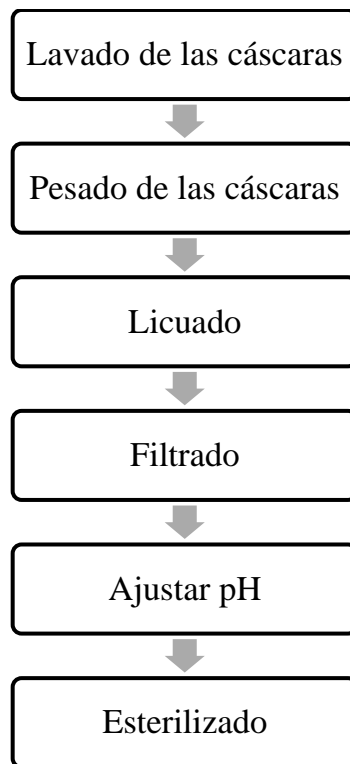 Lavado de las cáscaras
Pesado de las cáscaras
Licuado
Filtrado
Ajustar pH
Esterilizado